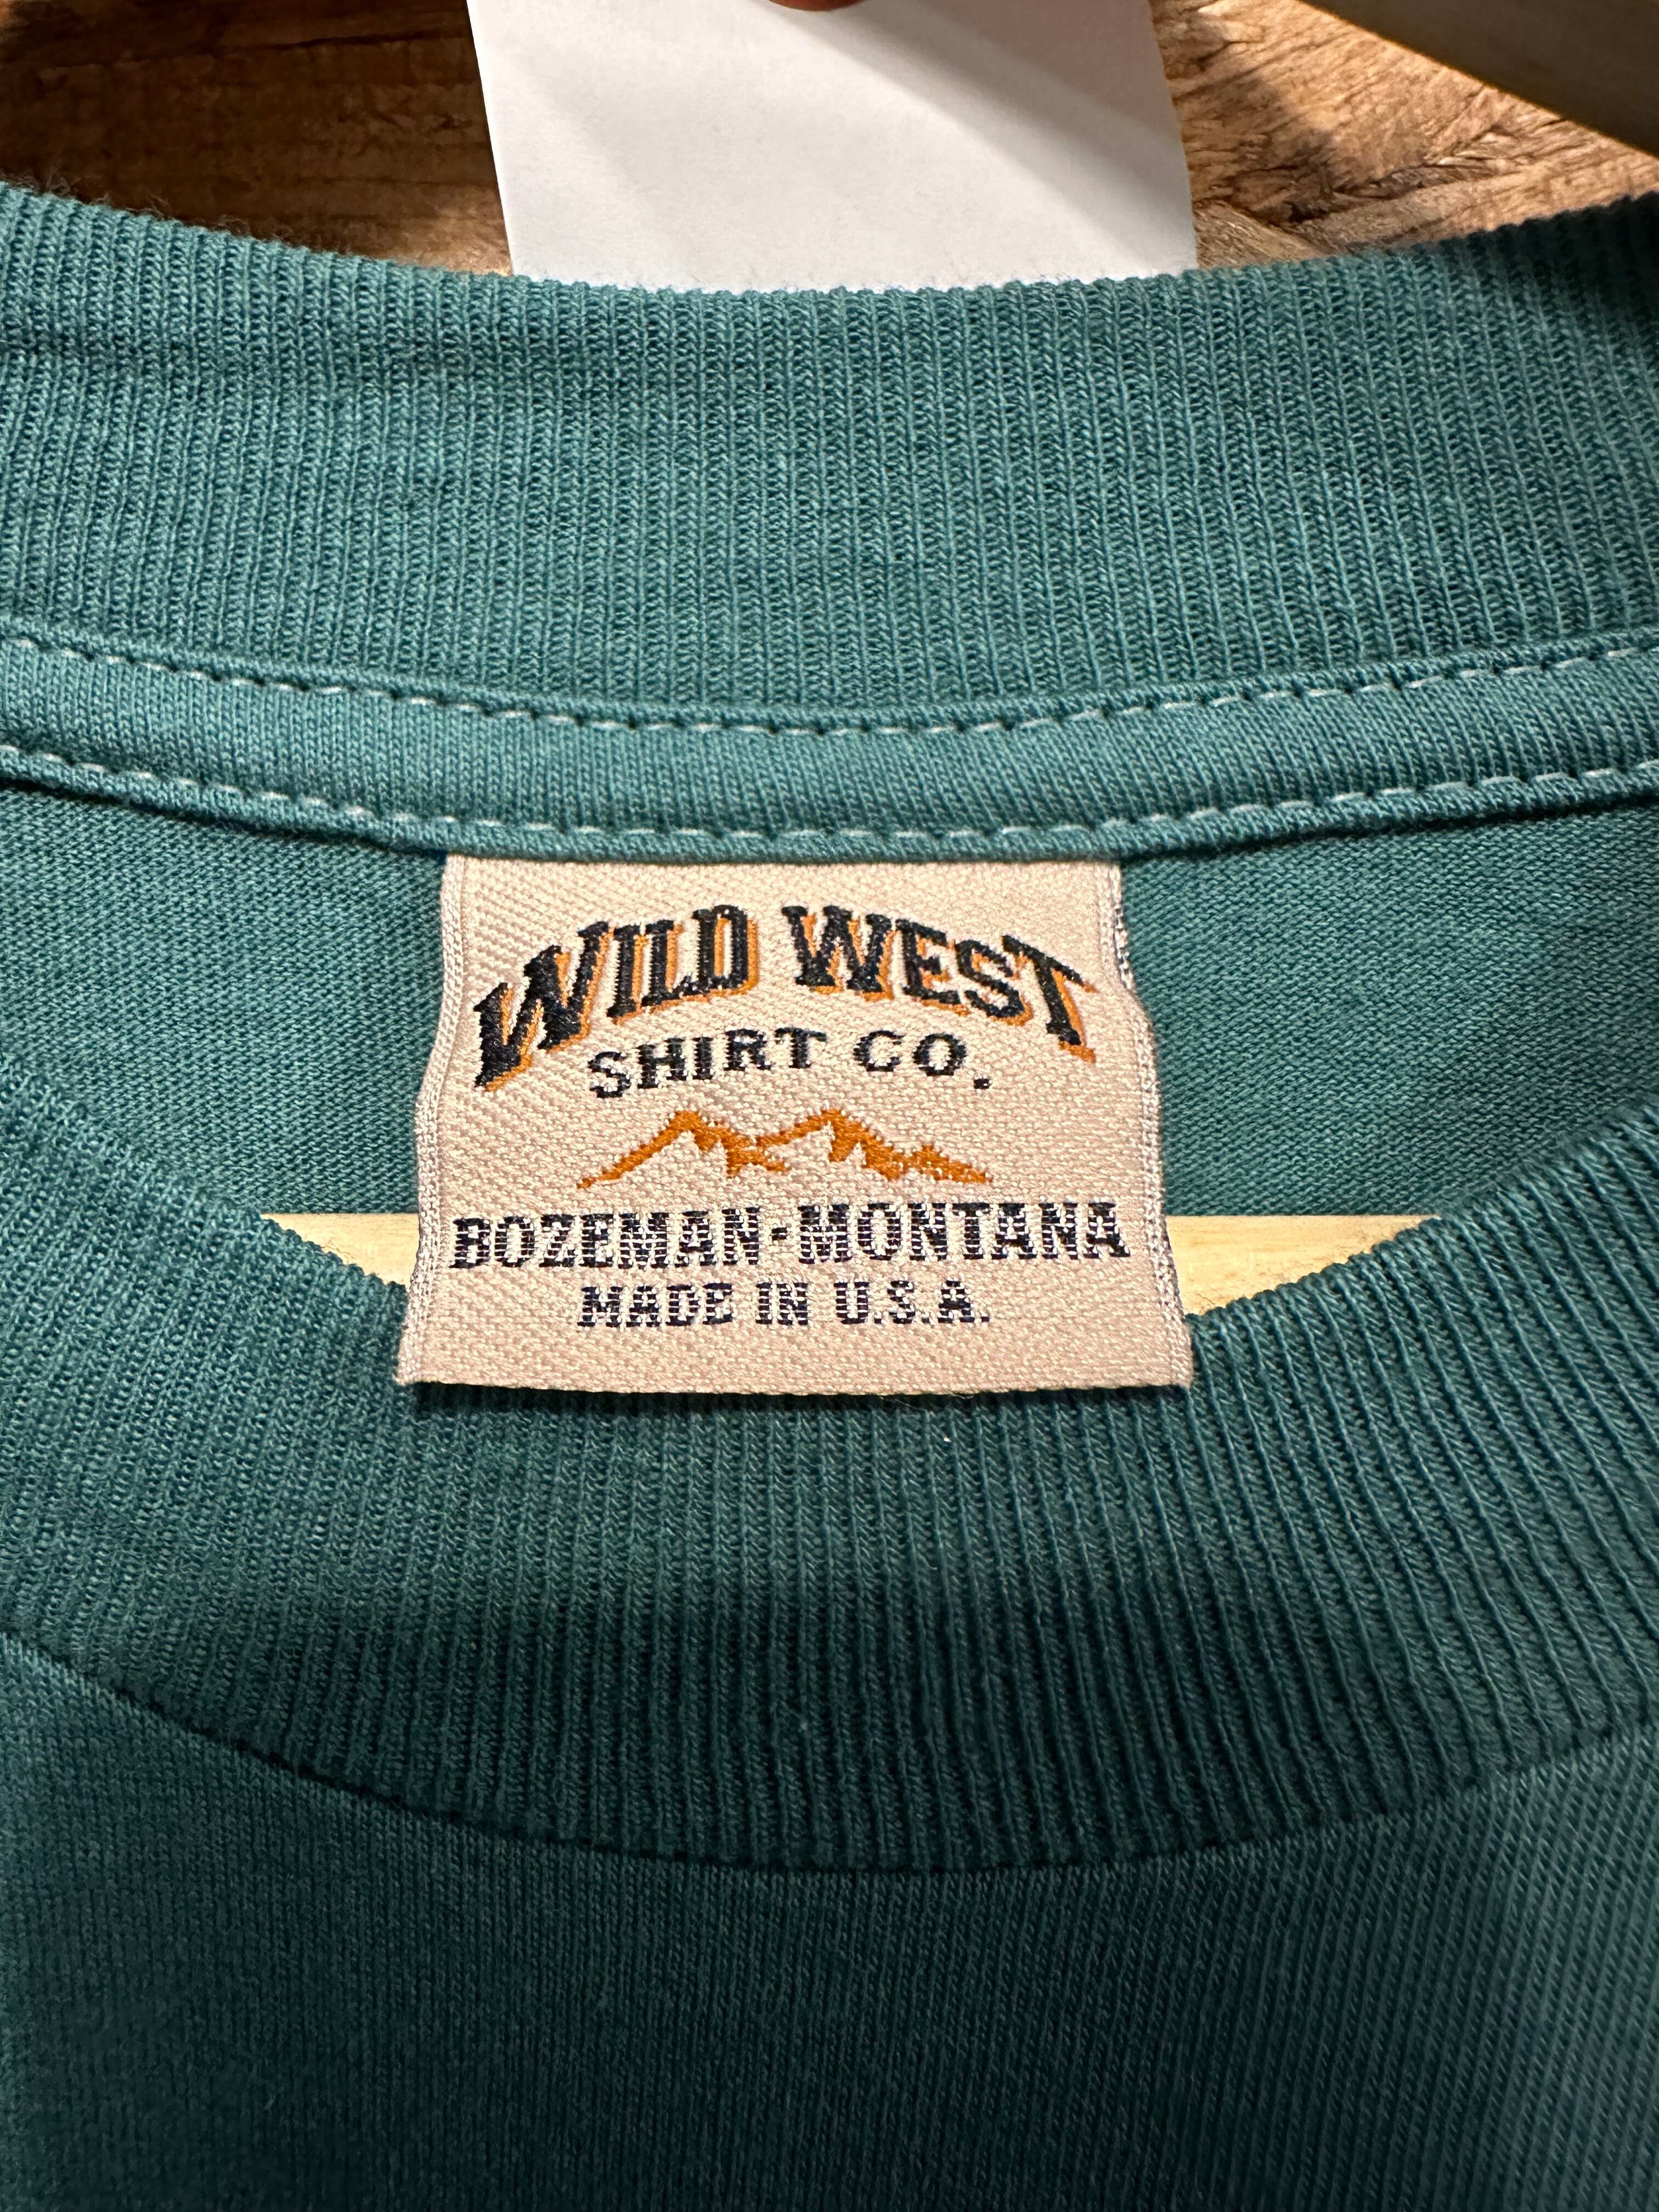 WILD WEST
SHIRT CO.
BOZEMAN·MONTANA
MADE IN U.S.A.